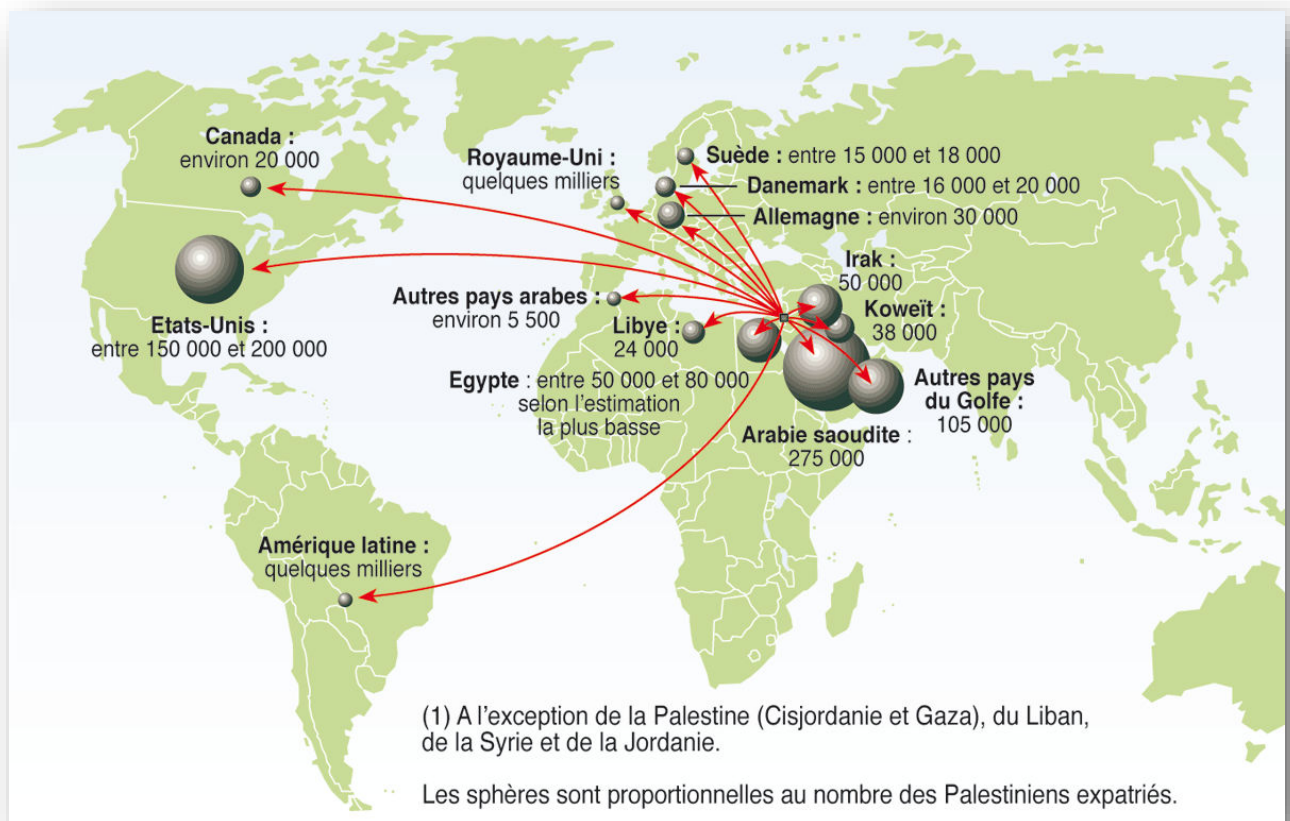 Canada :
environ 20 000
Royaume-Uni :
quelques milliers
Suède : entre 15 000 et 18 000
Danemark : entre 16 000 et 20 000
Allemagne : environ 30 000
Irak :
50 000
Koweït :
38 000
Autres pays arabes :
environ 5 500
Libye :
24 000
Etats-Unis :
entre 150 000 et 200 000
Egypte : entre 50 000 et 80 000
selon l'estimation
la plus basse
Autres pays
du Golfe :
105 000
Arabie saoudite :
275 000
Amérique latine :
quelques milliers
(1) A l'exception de la Palestine (Cisjordanie et Gaza), du Liban,
de la Syrie et de la Jordanie.
Les sphères sont proportionnelles au nombre des Palestiniens expatriés.